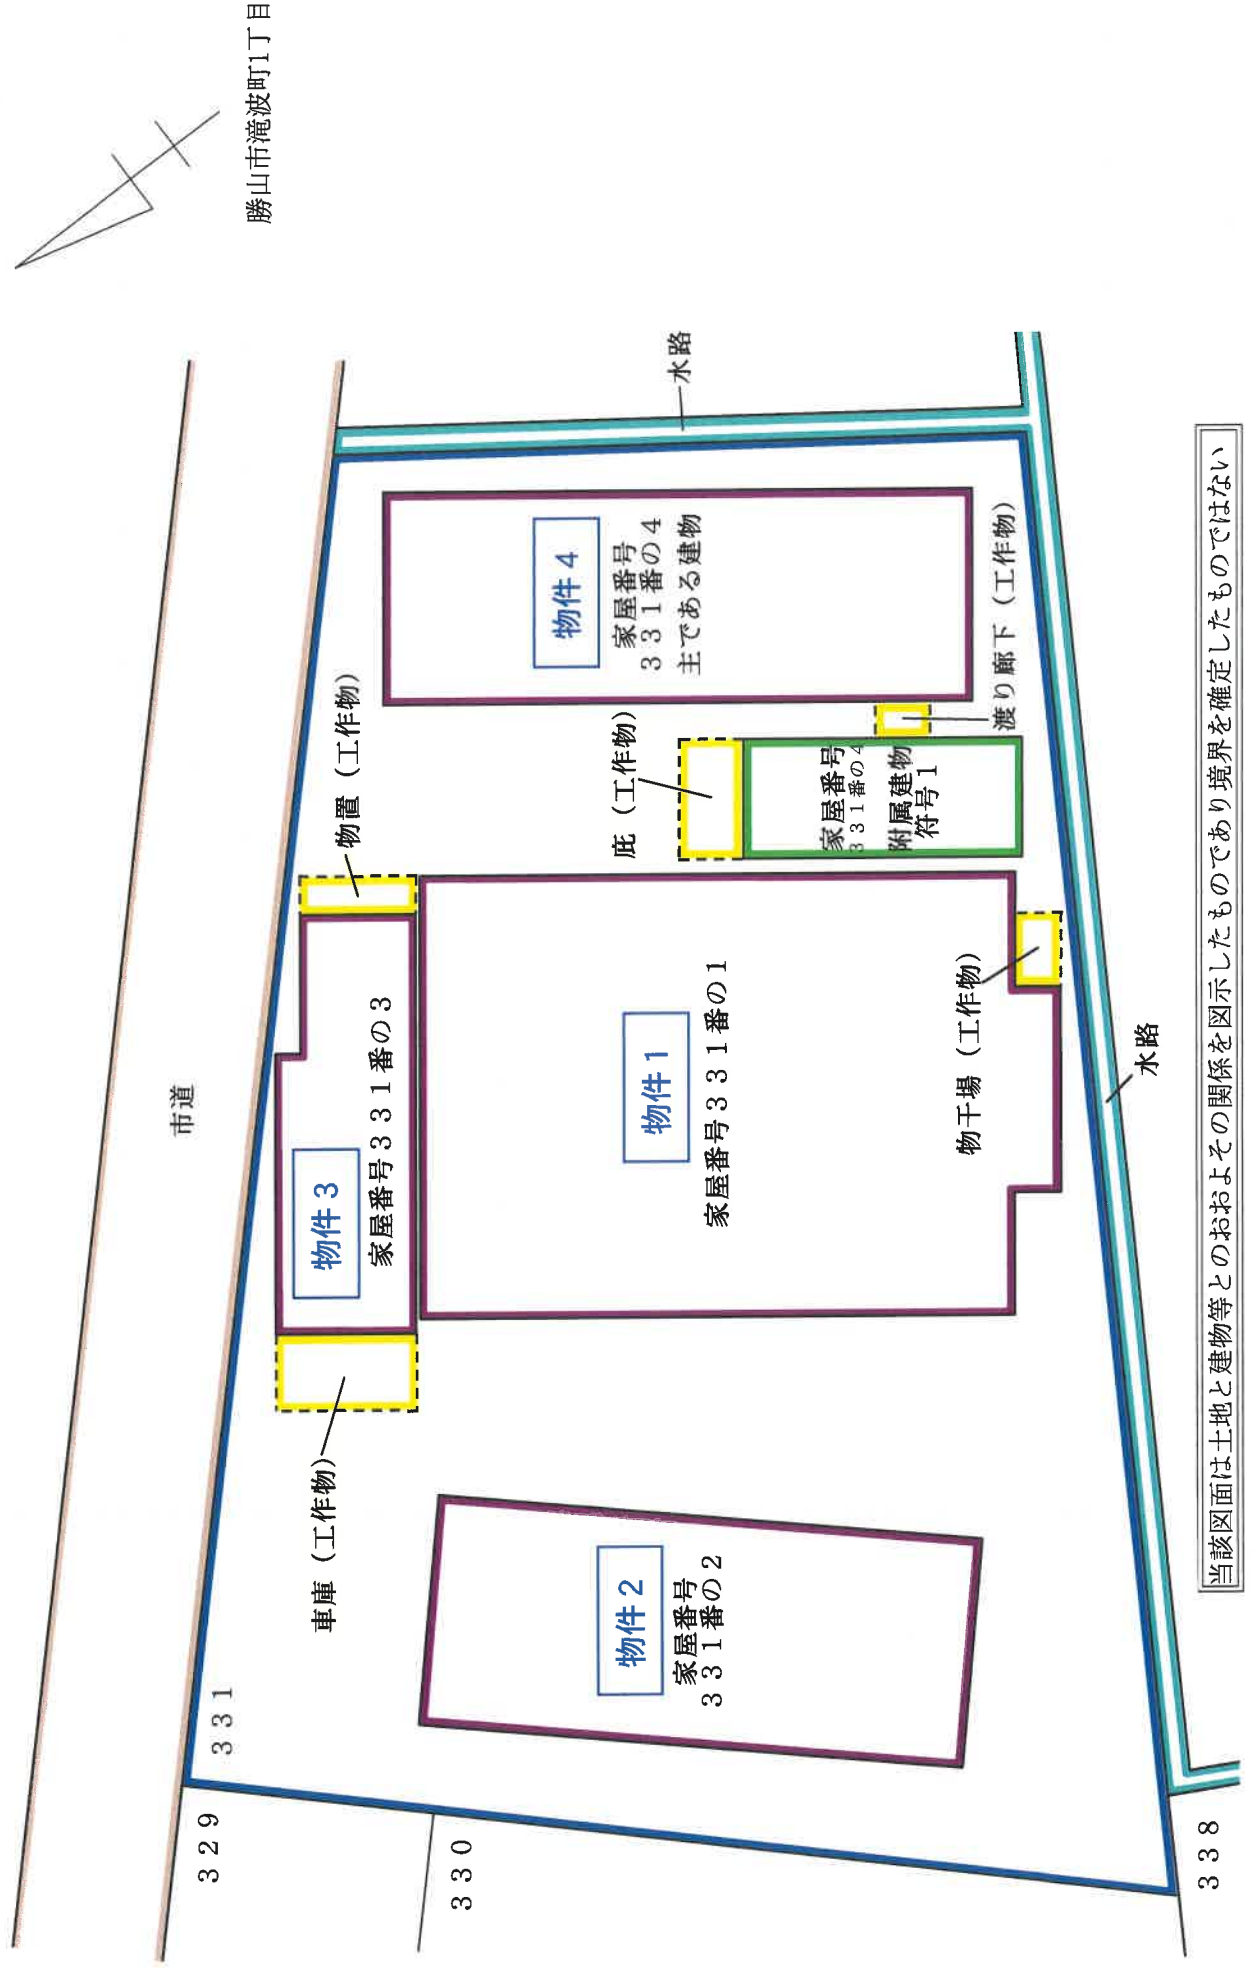 勝山市滝波町1丁目
市道
331
329
330
338
水路
物件4
家屋番号
331番の4
主である建物
物置（工作物）
庇（工作物）
渡り廊下（工作物）
家屋番号
331番の4
附属建物
符号1
物件3
家屋番号331番の3
物件1
家屋番号331番の1
物干場（工作物）
水路
車庫（工作物）
物件2
家屋番号
331番の2
当該図面は土地と建物等とのおおよその関係を図示したものであり境界を確定したものではない